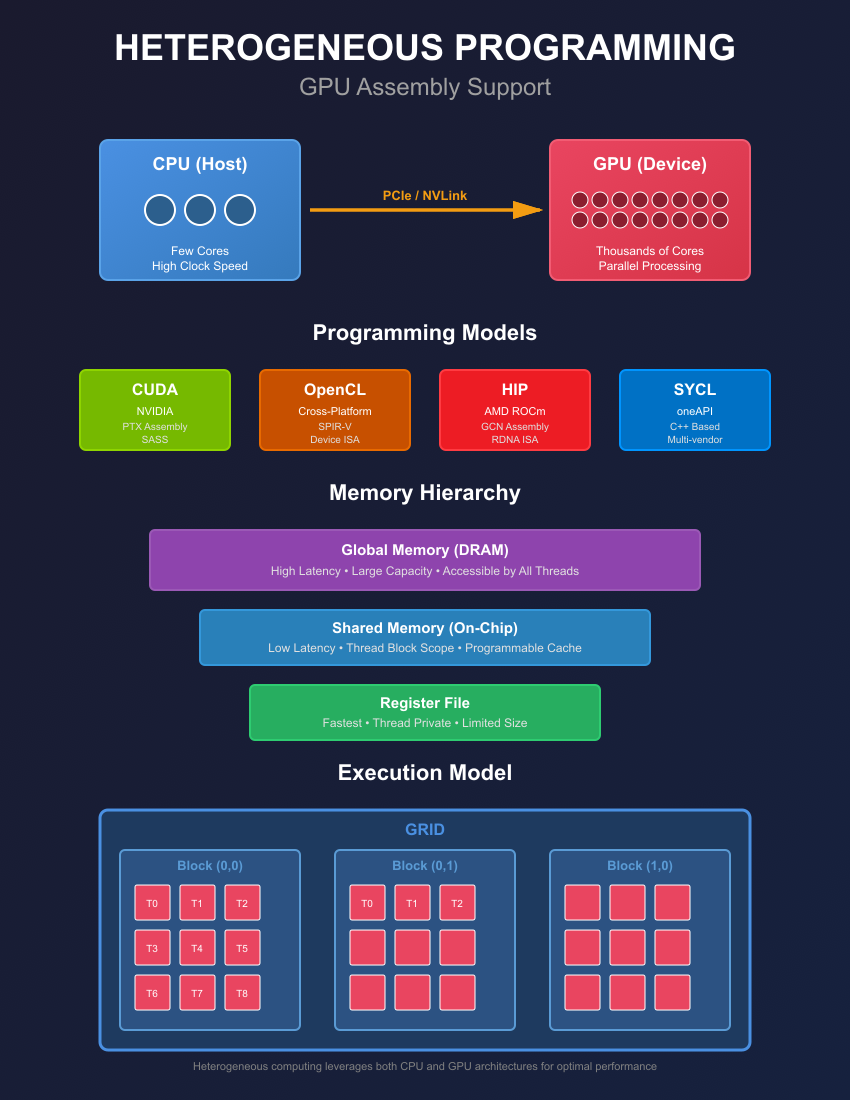 HETEROGENEOUS PROGRAMMING
GPU Assembly Support
CPU (Host)
Few Cores
High Clock Speed
PCIe / NVLink
GPU (Device)
Thousands of Cores
Parallel Processing
Programming Models
CUDA
NVIDIA
PTX Assembly
SASS
OpenCL
Cross-Platform
SPIR-V
Device ISA
HIP
AMD ROCm
GCN Assembly
RDNA ISA
SYCL
oneAPI
C++ Based
Multi-vendor
Memory Hierarchy
Global Memory (DRAM)
High Latency • Large Capacity • Accessible by All Threads
Shared Memory (On-Chip)
Low Latency • Thread Block Scope • Programmable Cache
Register File
Fastest • Thread Private • Limited Size
Execution Model
GRID
Block (0,0)
T0 T1 T2
T3 T4 T5
T6 T7 T8
Block (0,1)
T0 T1 T2
Block (1,0)
Heterogeneous computing leverages both CPU and GPU architectures for optimal performance